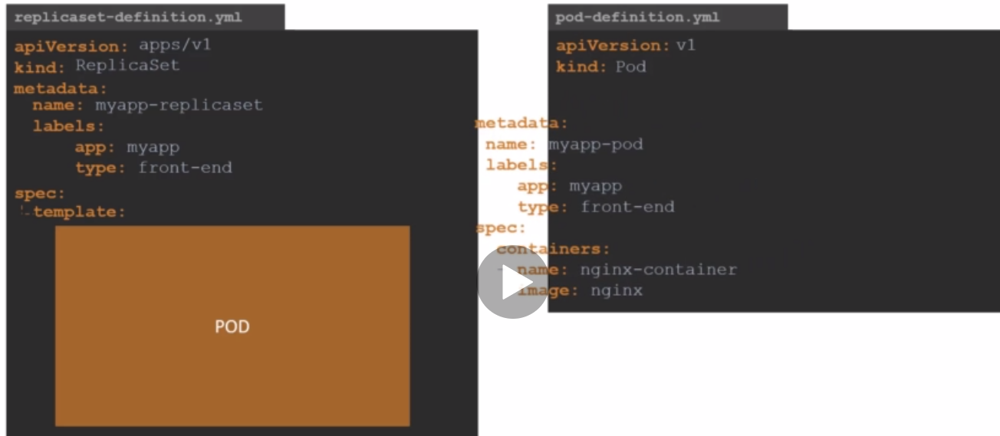 replicaset-definition.yml
apiVersion: apps/v1
kind: ReplicaSet
metadata:
name: myapp-replicaset
labels:
app: myapp
type: front-end
spec:
template:
POD
pod-definition.yml
apiVersion: v1
kind: Pod
metadata:
name: myapp-pod
labels:
app: myapp
type: front-end
spec:
containers:
- name: nginx-container
image: nginx